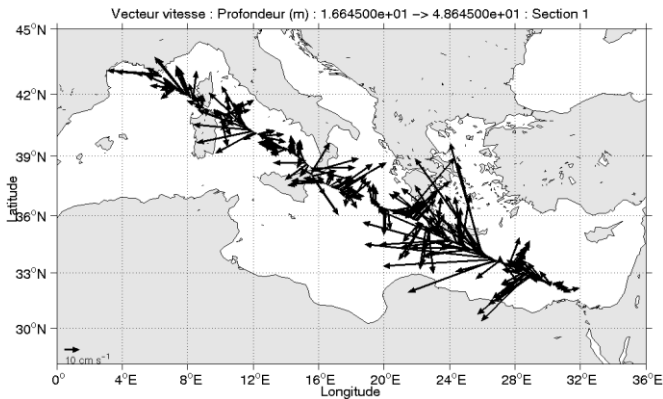 Vecteur vitesse : Profondeur (m) : 1.664500e+01 −> 4.864500e+01 : Section 1
45°N
42°N
39°N
36°N
33°N
30°N
Latitude
10 cm s⁻¹
0° 4°E 8°E 12°E 16°E 20°E 24°E 28°E 32°E 36°E
Longitude